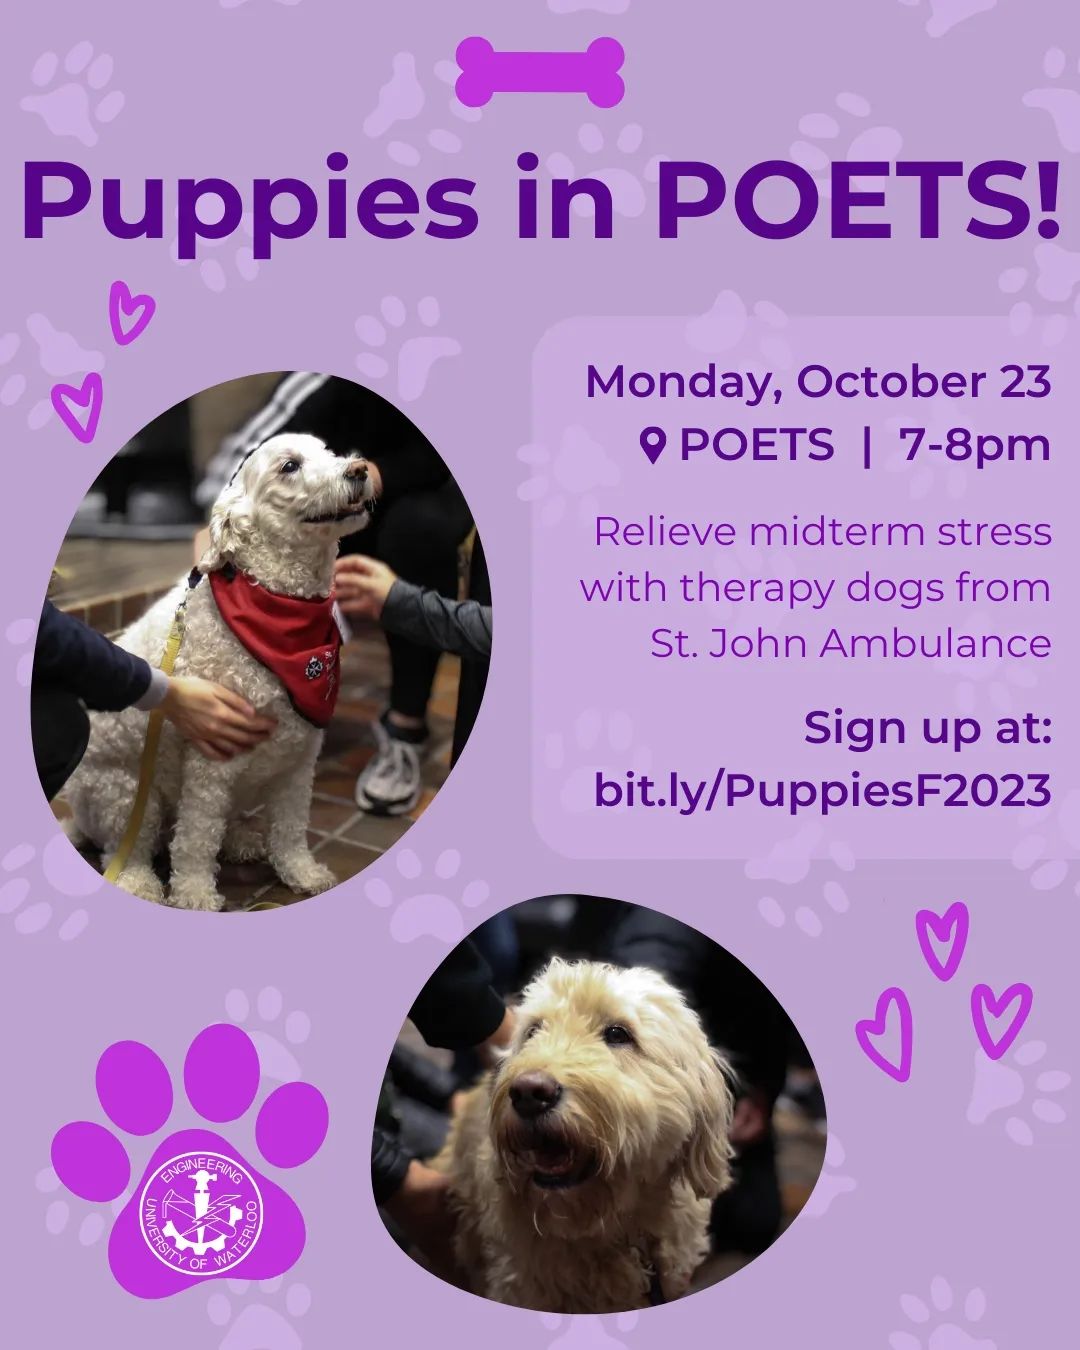 Puppies in POETS!
Monday, October 23
POETS | 7-8pm
Relieve midterm stress
with therapy dogs from
St. John Ambulance
Sign up at:
bit.ly/PuppiesF2023
ENGINEERING
UNIVERSITY OF WATERLOO